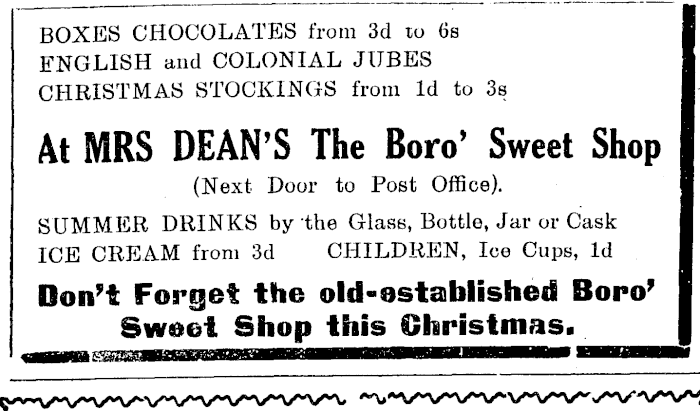 BOXES CHOCOLATES from 3d to 6s
ENGLISH and COLONIAL JUBES
CHRISTMAS STOCKINGS from 1d to 3s
At MRS DEAN'S The Boro' Sweet Shop
(Next Door to Post Office).
SUMMER DRINKS by the Glass, Bottle, Jar or Cask
ICE CREAM from 3d CHILDREN, Ice Cups, 1d
Don't Forget the old-established Boro'
Sweet Shop this Christmas.